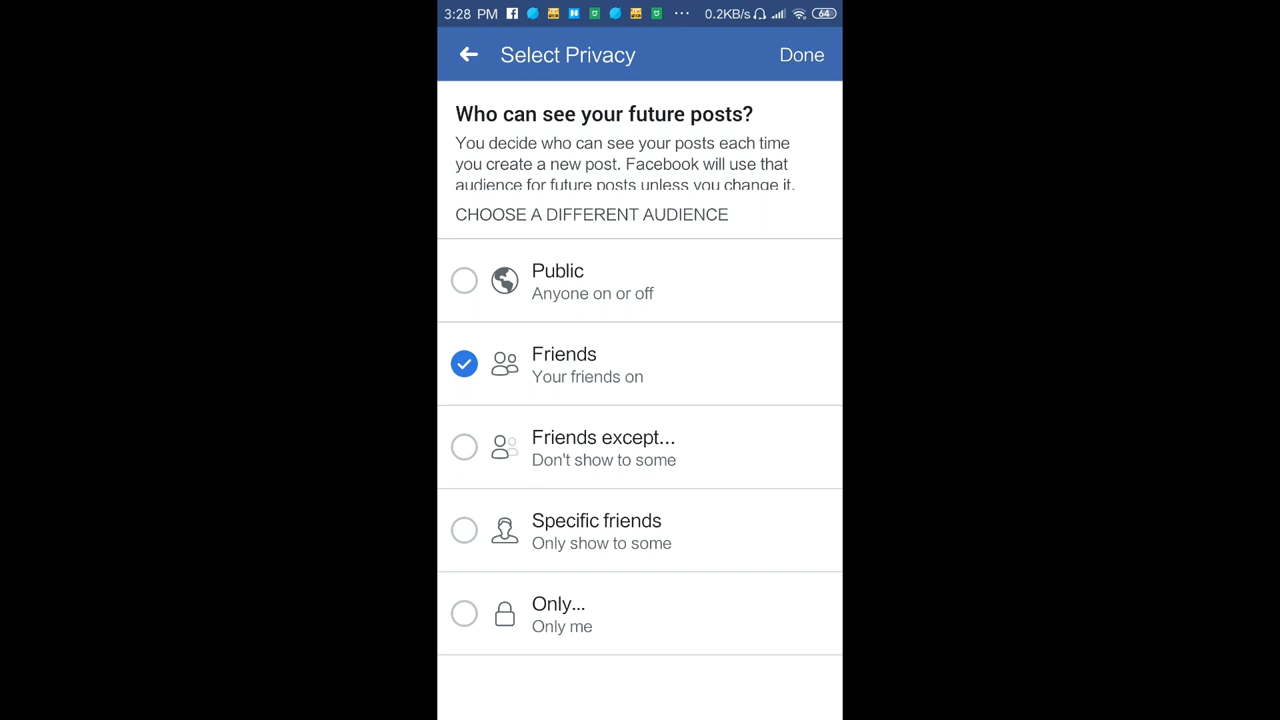 3:28 PM ... 0.2KB/s 64
Select Privacy Done
Who can see your future posts?
You decide who can see your posts each time
you create a new post. Facebook will use that
audience for future posts unless you change it.
CHOOSE A DIFFERENT AUDIENCE
Public
Anyone on or off
Friends
Your friends on
Friends except...
Don't show to some
Specific friends
Only show to some
Only...
Only me